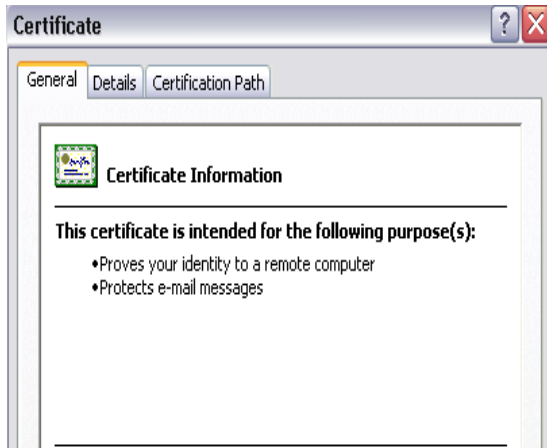 Certificate
General Details Certification Path
Certificate Information
This certificate is intended for the following purpose(s):
•Proves your identity to a remote computer
•Protects e-mail messages